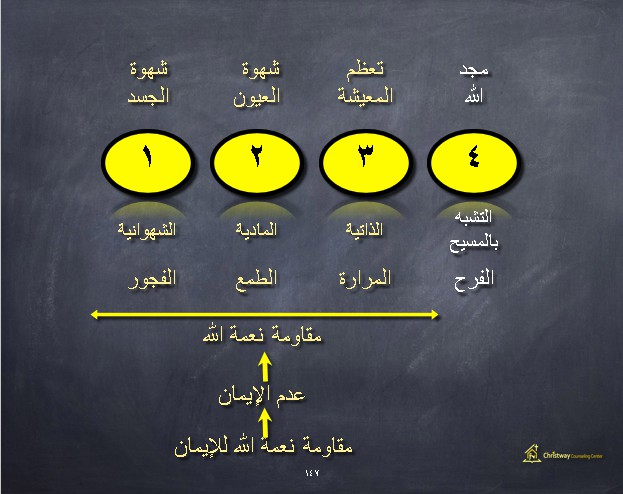 شهوة
الجسد
شهوة
العيون
تعظم
المعيشة
مجد
الله
١
٢
٣
٤
الشهوانية
المادية
الذاتية
التشبه
بالمسيح
الفجور
الطمع
المرارة
الفرح
مقاومة نعمة الله
عدم الإيمان
مقاومة نعمة الله للإيمان
١٤٧
Christway Counseling Center